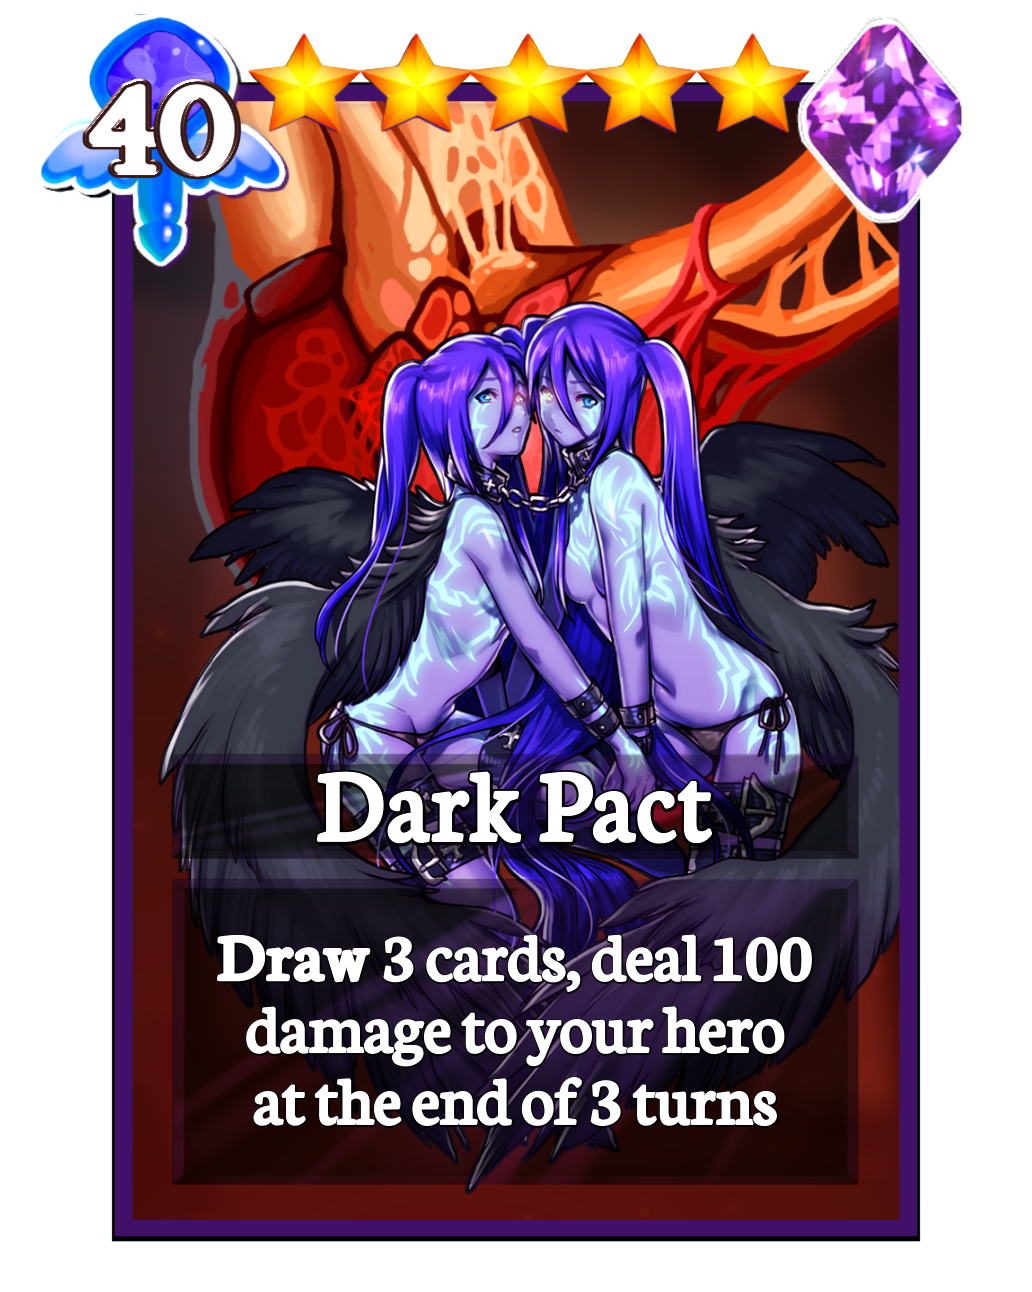 40
Dark Pact
Draw 3 cards, deal 100
damage to your hero
at the end of 3 turns